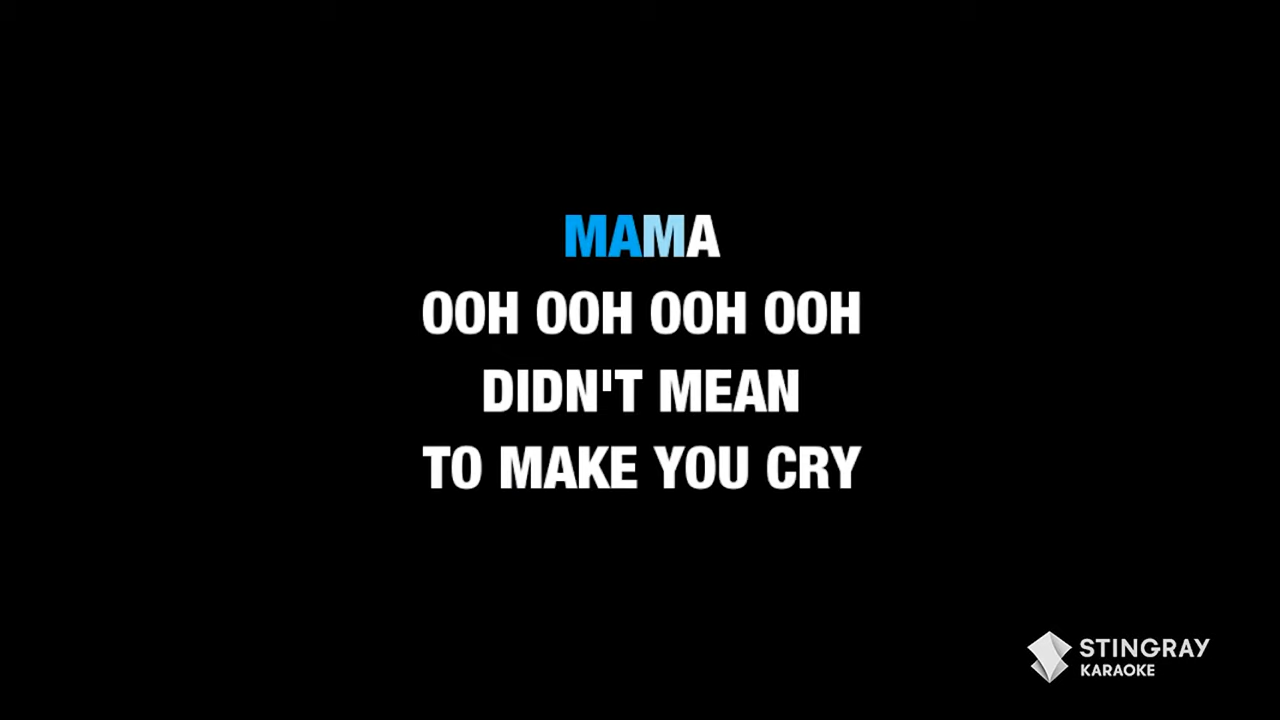 MAMA
OOH OOH OOH OOH
DIDN'T MEAN
TO MAKE YOU CRY
STINGRAY
KARAOKE